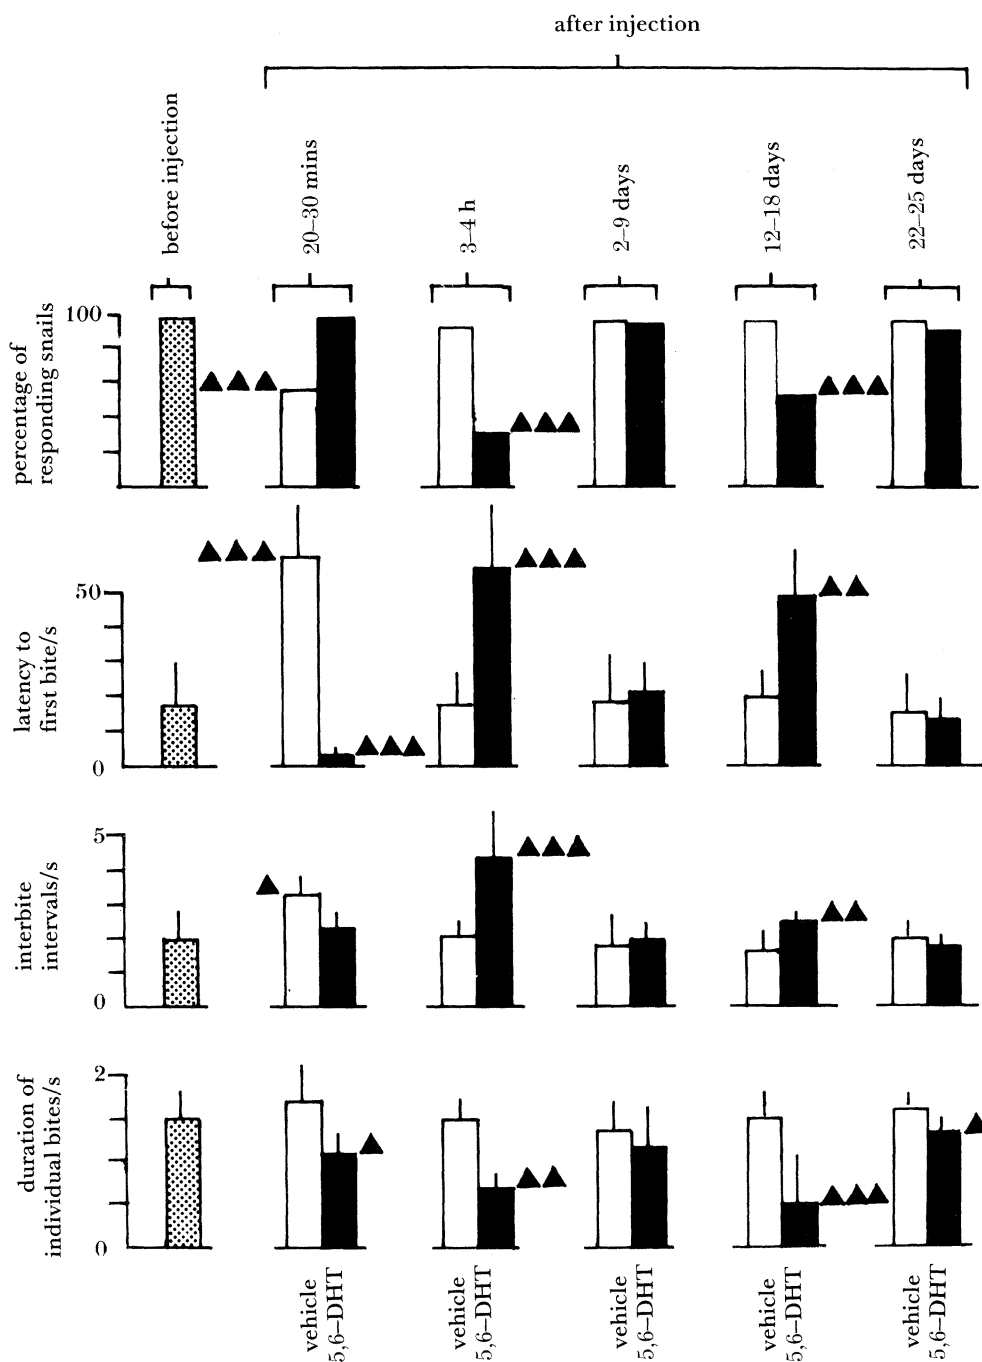 after injection
before injection
20–30 mins
3–4 h
2–9 days
12–18 days
22–25 days
percentage of
responding snails
100
latency to
first bite/s
50
0
interbite
intervals/s
5
0
duration of
individual bites/s
2
0
vehicle
5,6–DHT
vehicle
5,6–DHT
vehicle
5,6–DHT
vehicle
5,6–DHT
vehicle
5,6–DHT